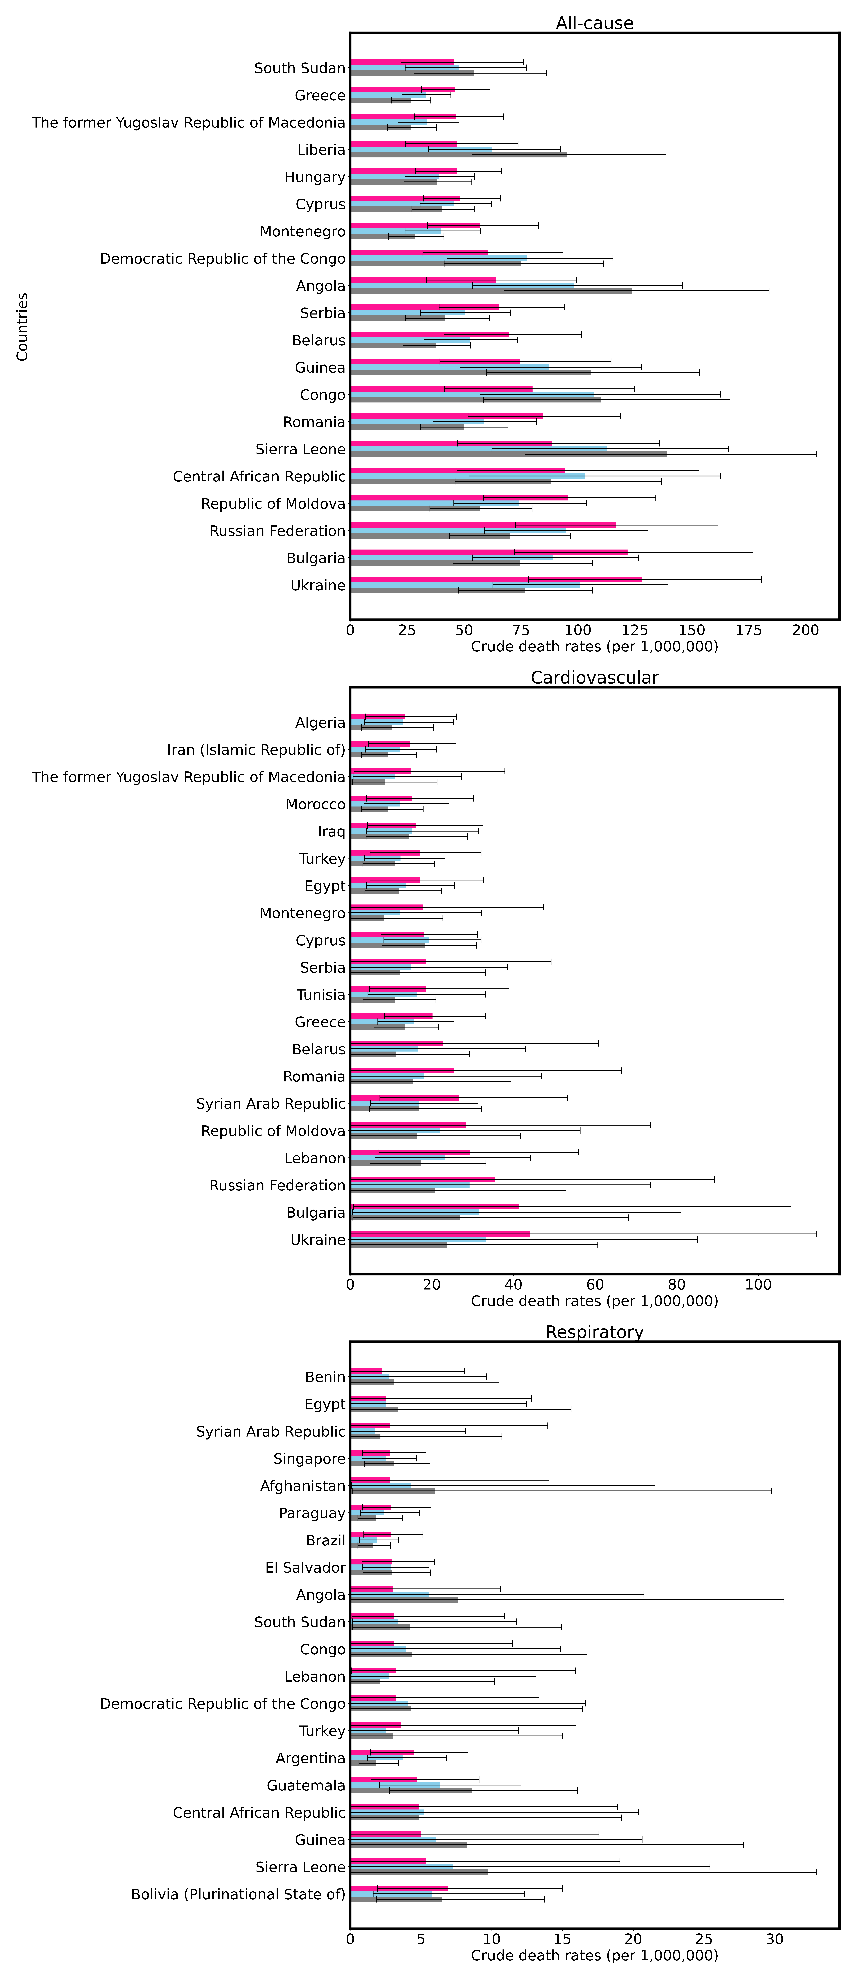 All-cause
South Sudan
Greece
The former Yugoslav Republic of Macedonia
Liberia
Hungary
Cyprus
Montenegro
Democratic Republic of the Congo
Angola
Serbia
Belarus
Guinea
Congo
Romania
Sierra Leone
Central African Republic
Republic of Moldova
Russian Federation
Bulgaria
Ukraine
Countries
0 25 50 75 100 125 150 175 200
Crude death rates (per 1,000,000)
Cardiovascular
Algeria
Iran (Islamic Republic of)
The former Yugoslav Republic of Macedonia
Morocco
Iraq
Turkey
Egypt
Montenegro
Cyprus
Serbia
Tunisia
Greece
Belarus
Romania
Syrian Arab Republic
Republic of Moldova
Lebanon
Russian Federation
Bulgaria
Ukraine
0 20 40 60 80 100
Crude death rates (per 1,000,000)
Respiratory
Benin
Egypt
Syrian Arab Republic
Singapore
Afghanistan
Paraguay
Brazil
El Salvador
Angola
South Sudan
Congo
Lebanon
Democratic Republic of the Congo
Turkey
Argentina
Guatemala
Central African Republic
Guinea
Sierra Leone
Bolivia (Plurinational State of)
0 5 10 15 20 25 30
Crude death rates (per 1,000,000)